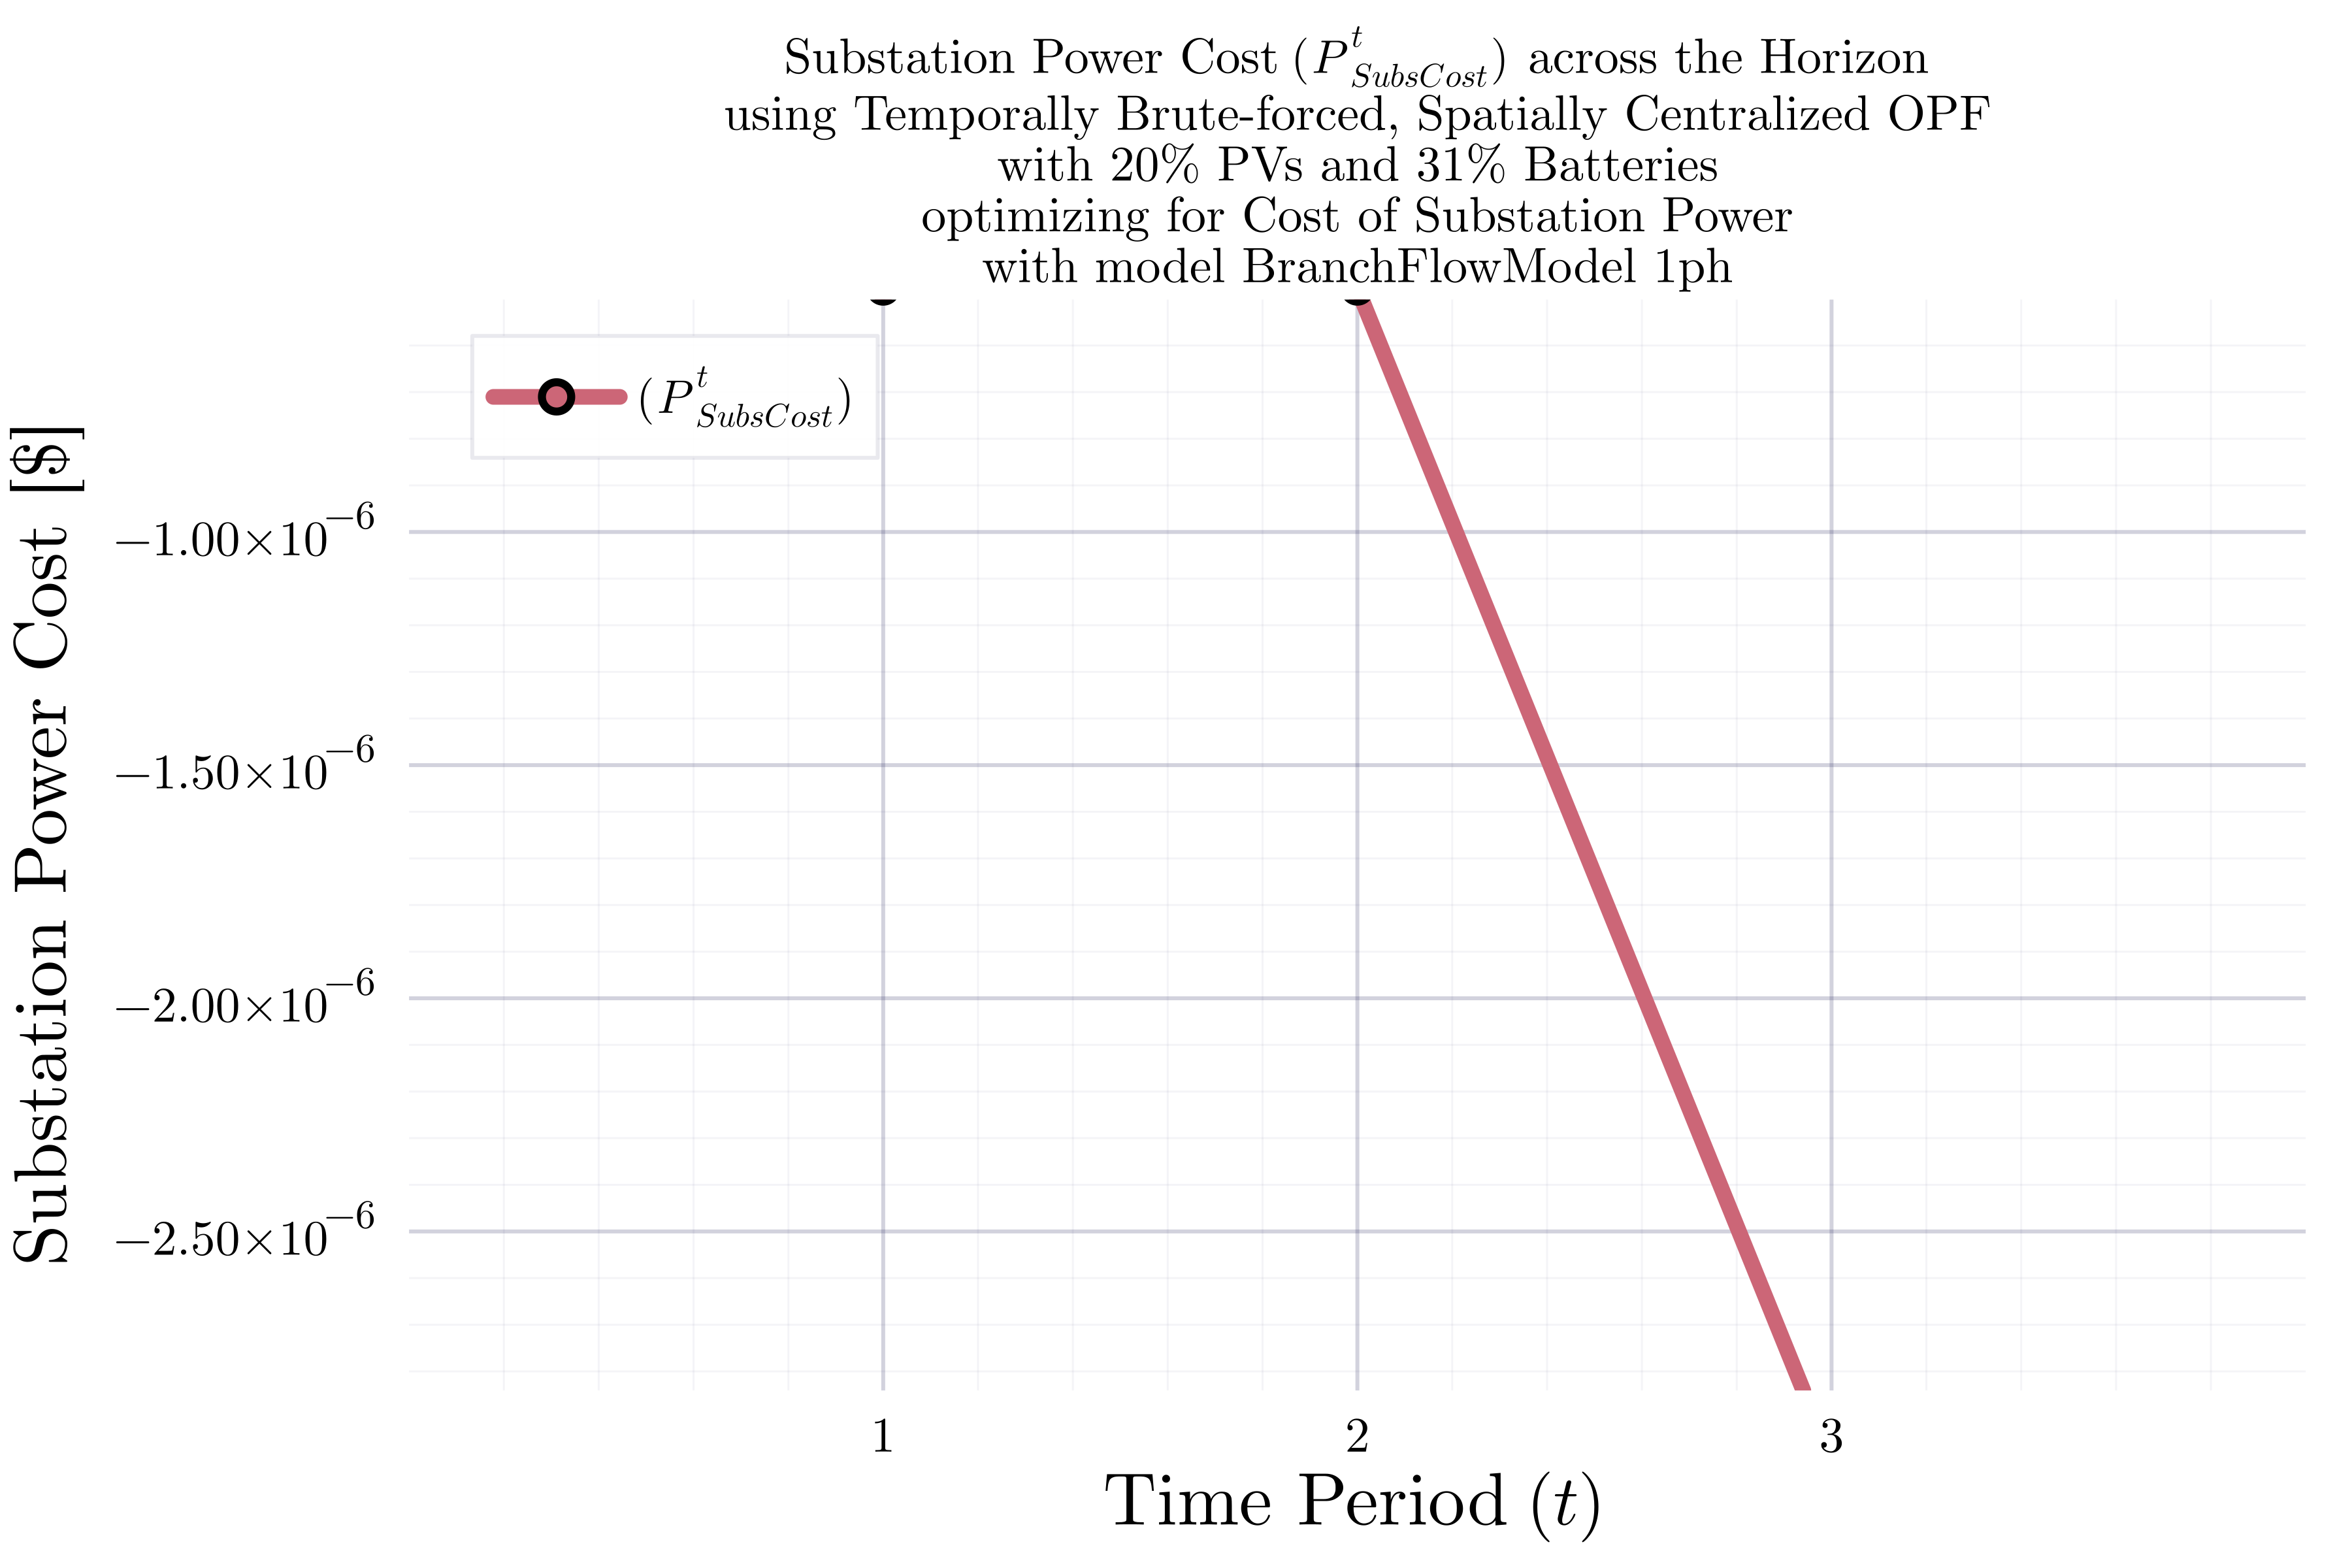 Substation Power Cost (P^t_SubsCost) across the Horizon
using Temporally Brute-forced, Spatially Centralized OPF
with 20% PVs and 31% Batteries
optimizing for Cost of Substation Power
with model BranchFlowModel 1ph
(P^t_SubsCost)
Substation Power Cost [$]
−1.00×10^−6
−1.50×10^−6
−2.00×10^−6
−2.50×10^−6
1
2
3
Time Period (t)